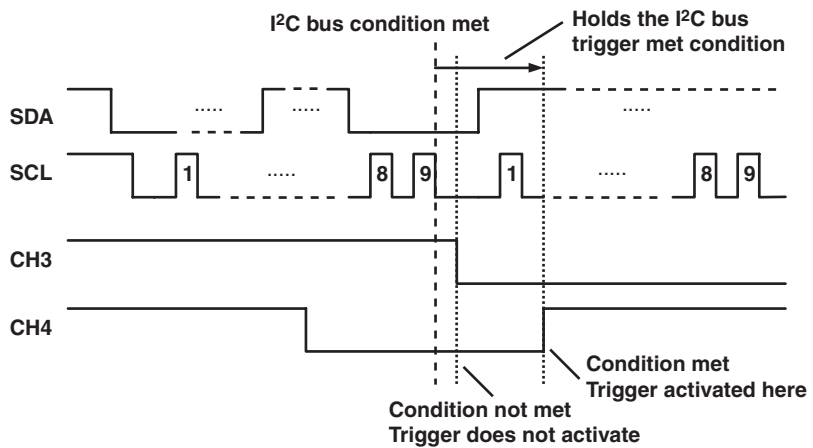 I²C bus condition met
Holds the I²C bus
trigger met condition
SDA
.....
.....
.....
SCL
1
.....
8
9
1
.....
8
9
CH3
CH4
Condition met
Trigger activated here
Condition not met
Trigger does not activate